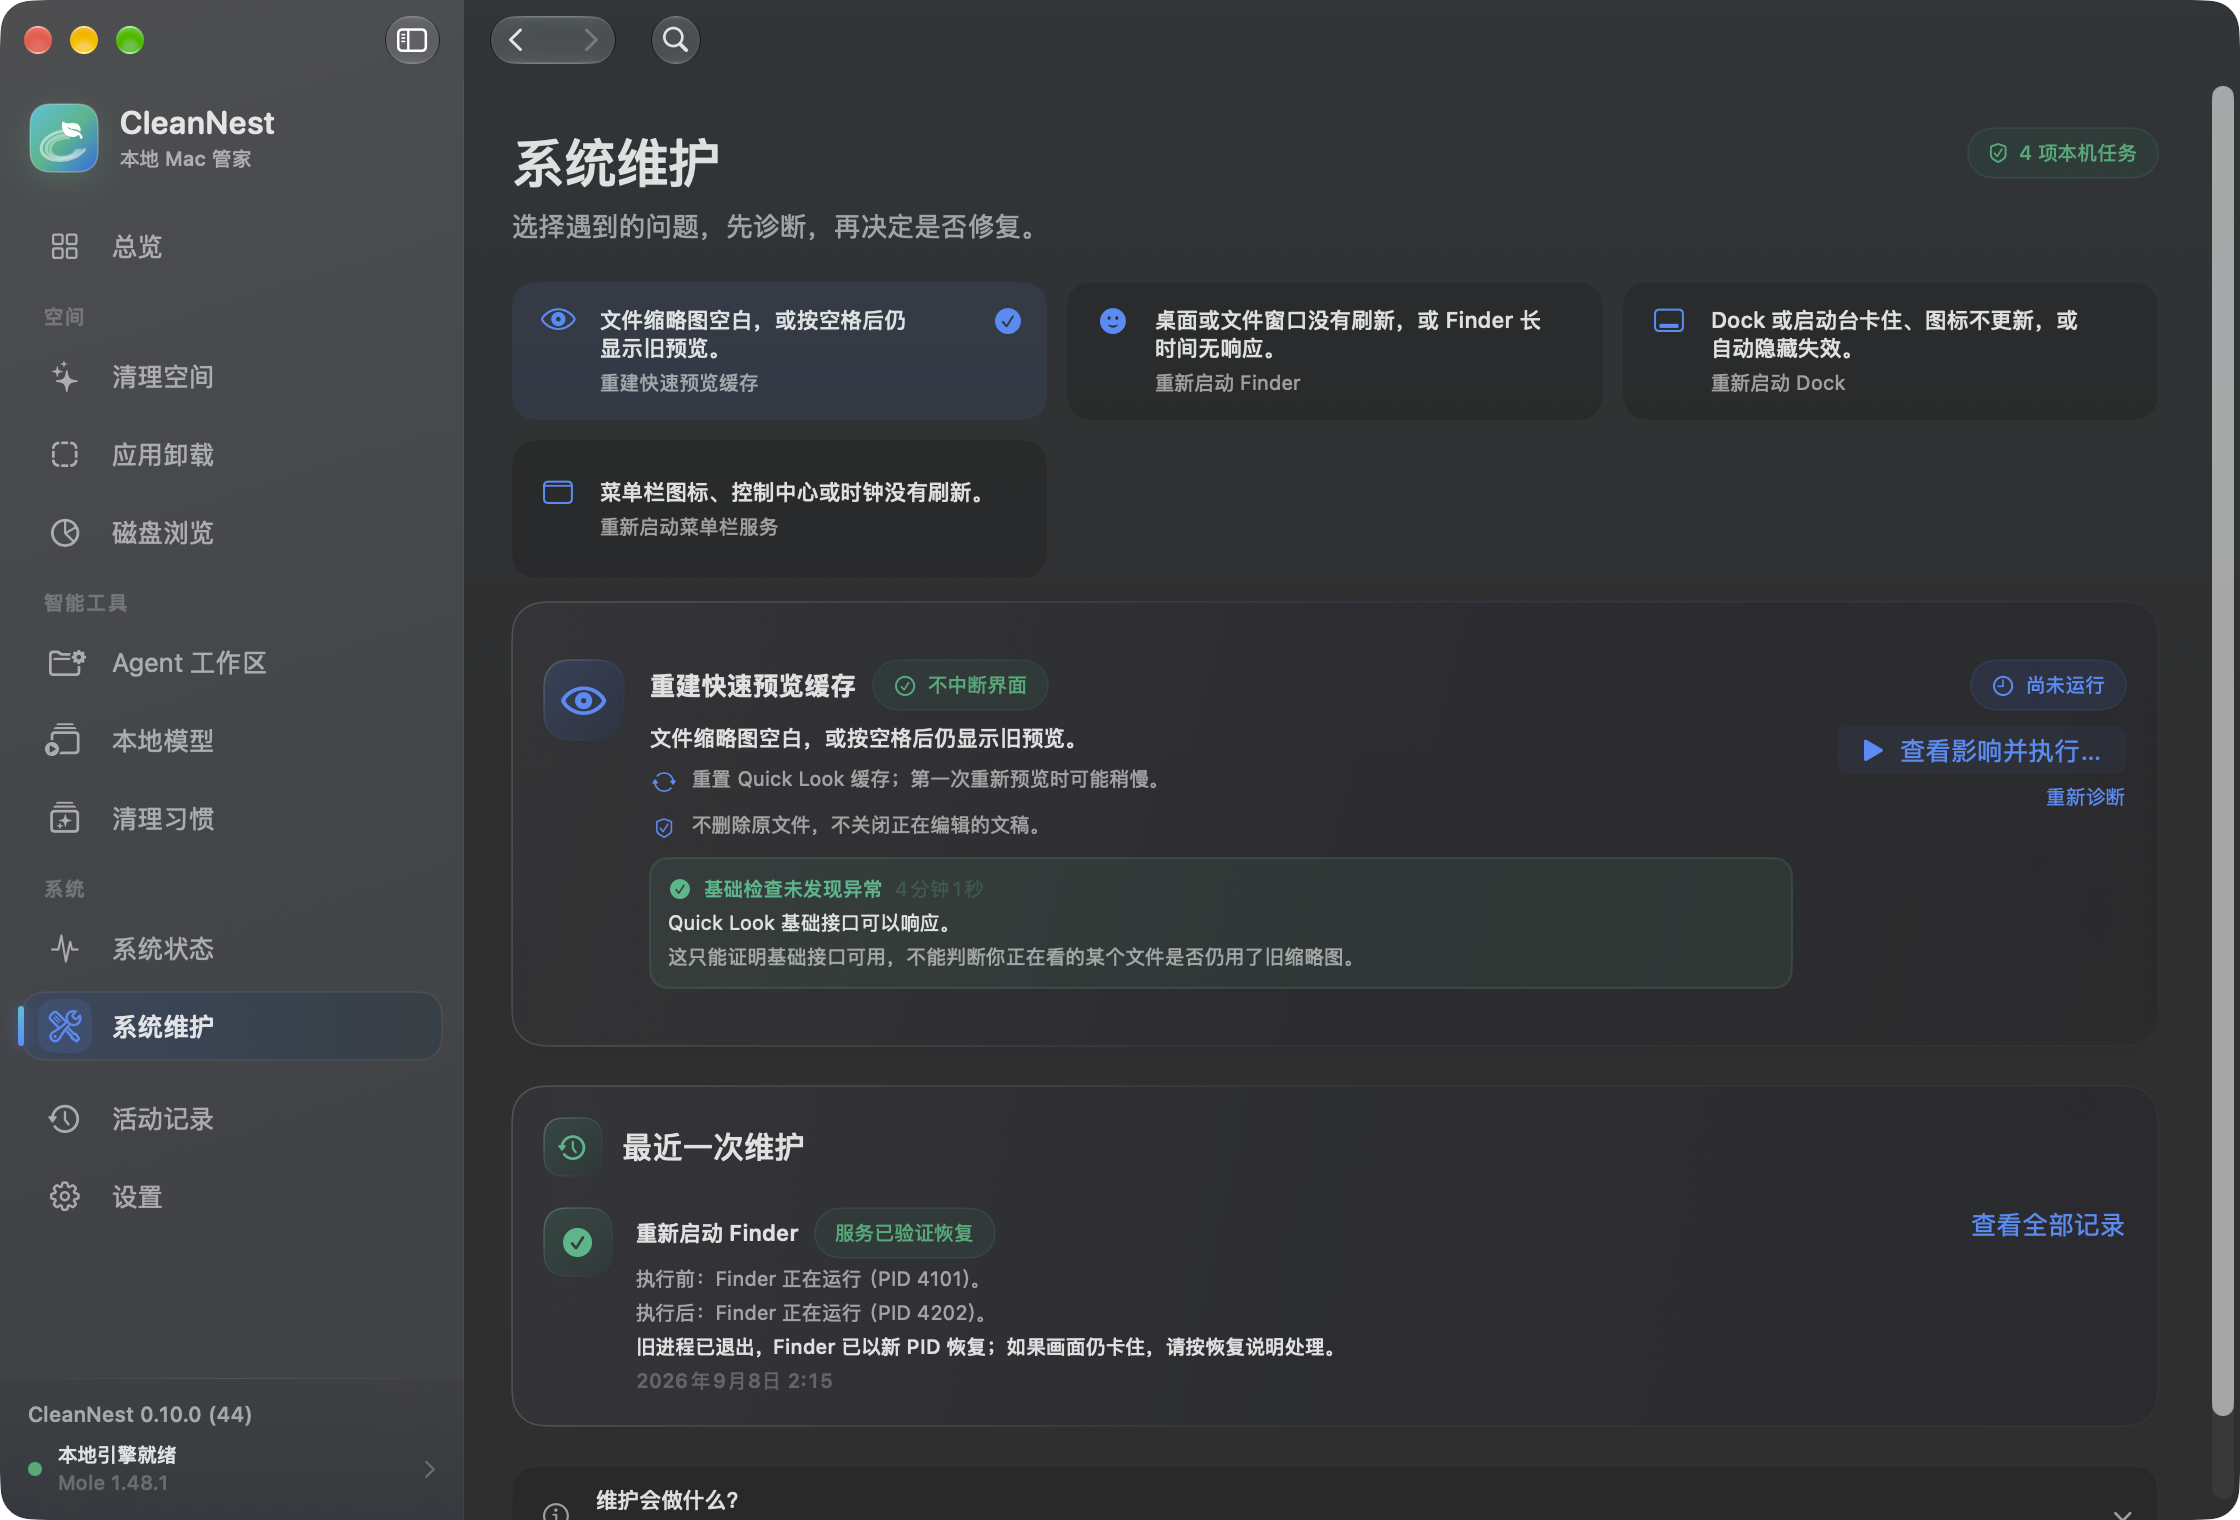 CleanNest
本地 Mac 管家
总览
空间
清理空间
应用卸载
磁盘浏览
智能工具
Agent 工作区
本地模型
清理习惯
系统
系统状态
系统维护
活动记录
设置
CleanNest 0.10.0 (44)
本地引擎就绪
Mole 1.48.1
系统维护
4 项本机任务
选择遇到的问题，先诊断，再决定是否修复。
文件缩略图空白，或按空格后仍
显示旧预览。
重建快速预览缓存
桌面或文件窗口没有刷新，或 Finder 长
时间无响应。
重新启动 Finder
Dock 或启动台卡住、图标不更新，或
自动隐藏失效。
重新启动 Dock
菜单栏图标、控制中心或时钟没有刷新。
重新启动菜单栏服务
重建快速预览缓存
不中断界面
尚未运行
文件缩略图空白，或按空格后仍显示旧预览。
查看影响并执行...
重置 Quick Look 缓存；第一次重新预览时可能稍慢。
重新诊断
不删除原文件，不关闭正在编辑的文稿。
基础检查未发现异常 4分钟1秒
Quick Look 基础接口可以响应。
这只能证明基础接口可用，不能判断你正在看的某个文件是否仍用了旧缩略图。
最近一次维护
重新启动 Finder
服务已验证恢复
查看全部记录
执行前：Finder 正在运行 (PID 4101)。
执行后：Finder 正在运行 (PID 4202)。
旧进程已退出，Finder 已以新 PID 恢复；如果画面仍卡住，请按恢复说明处理。
2026年9月8日 2:15
维护会做什么？